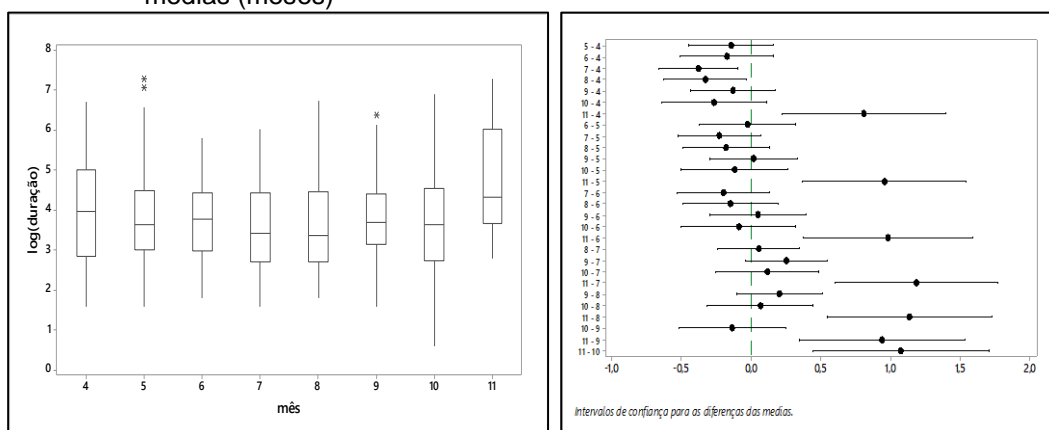 médias (meses)
8
7
6
5
4
3
2
1
0
log(duração)
4 5 6 7 8 9 10 11
mês
5 - 4
6 - 4
7 - 4
8 - 4
9 - 4
10 - 4
11 - 4
6 - 5
7 - 5
8 - 5
9 - 5
10 - 5
11 - 5
7 - 6
8 - 6
9 - 6
10 - 6
11 - 6
8 - 7
9 - 7
10 - 7
11 - 7
9 - 8
10 - 8
11 - 8
10 - 9
11 - 9
11 - 10
-1,0 -0,5 0,0 0,5 1,0 1,5 2,0
Intervalos de confiança para as diferenças das medias.